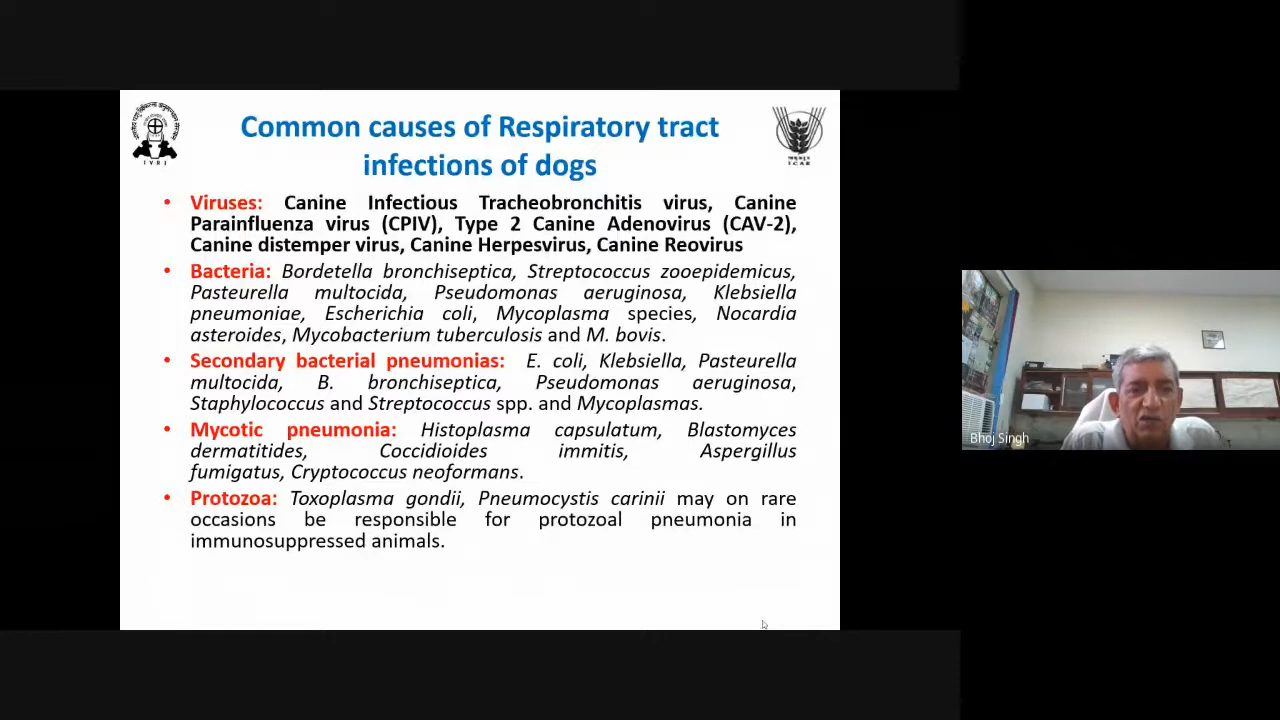 Common causes of Respiratory tract
infections of dogs
• Viruses: Canine Infectious Tracheobronchitis virus, Canine
Parainfluenza virus (CPIV), Type 2 Canine Adenovirus (CAV-2),
Canine distemper virus, Canine Herpesvirus, Canine Reovirus
• Bacteria: Bordetella bronchiseptica, Streptococcus zooepidemicus,
Pasteurella multocida, Pseudomonas aeruginosa, Klebsiella
pneumoniae, Escherichia coli, Mycoplasma species, Nocardia
asteroides, Mycobacterium tuberculosis and M. bovis.
• Secondary bacterial pneumonias: E. coli, Klebsiella, Pasteurella
multocida, B. bronchiseptica, Pseudomonas aeruginosa,
Staphylococcus and Streptococcus spp. and Mycoplasmas.
• Mycotic pneumonia: Histoplasma capsulatum, Blastomyces
dermatitides, Coccidioides immitis, Aspergillus
fumigatus, Cryptococcus neoformans.
• Protozoa: Toxoplasma gondii, Pneumocystis carinii may on rare
occasions be responsible for protozoal pneumonia in
immunosuppressed animals.
I V R I
I C A R
Bhoj Singh